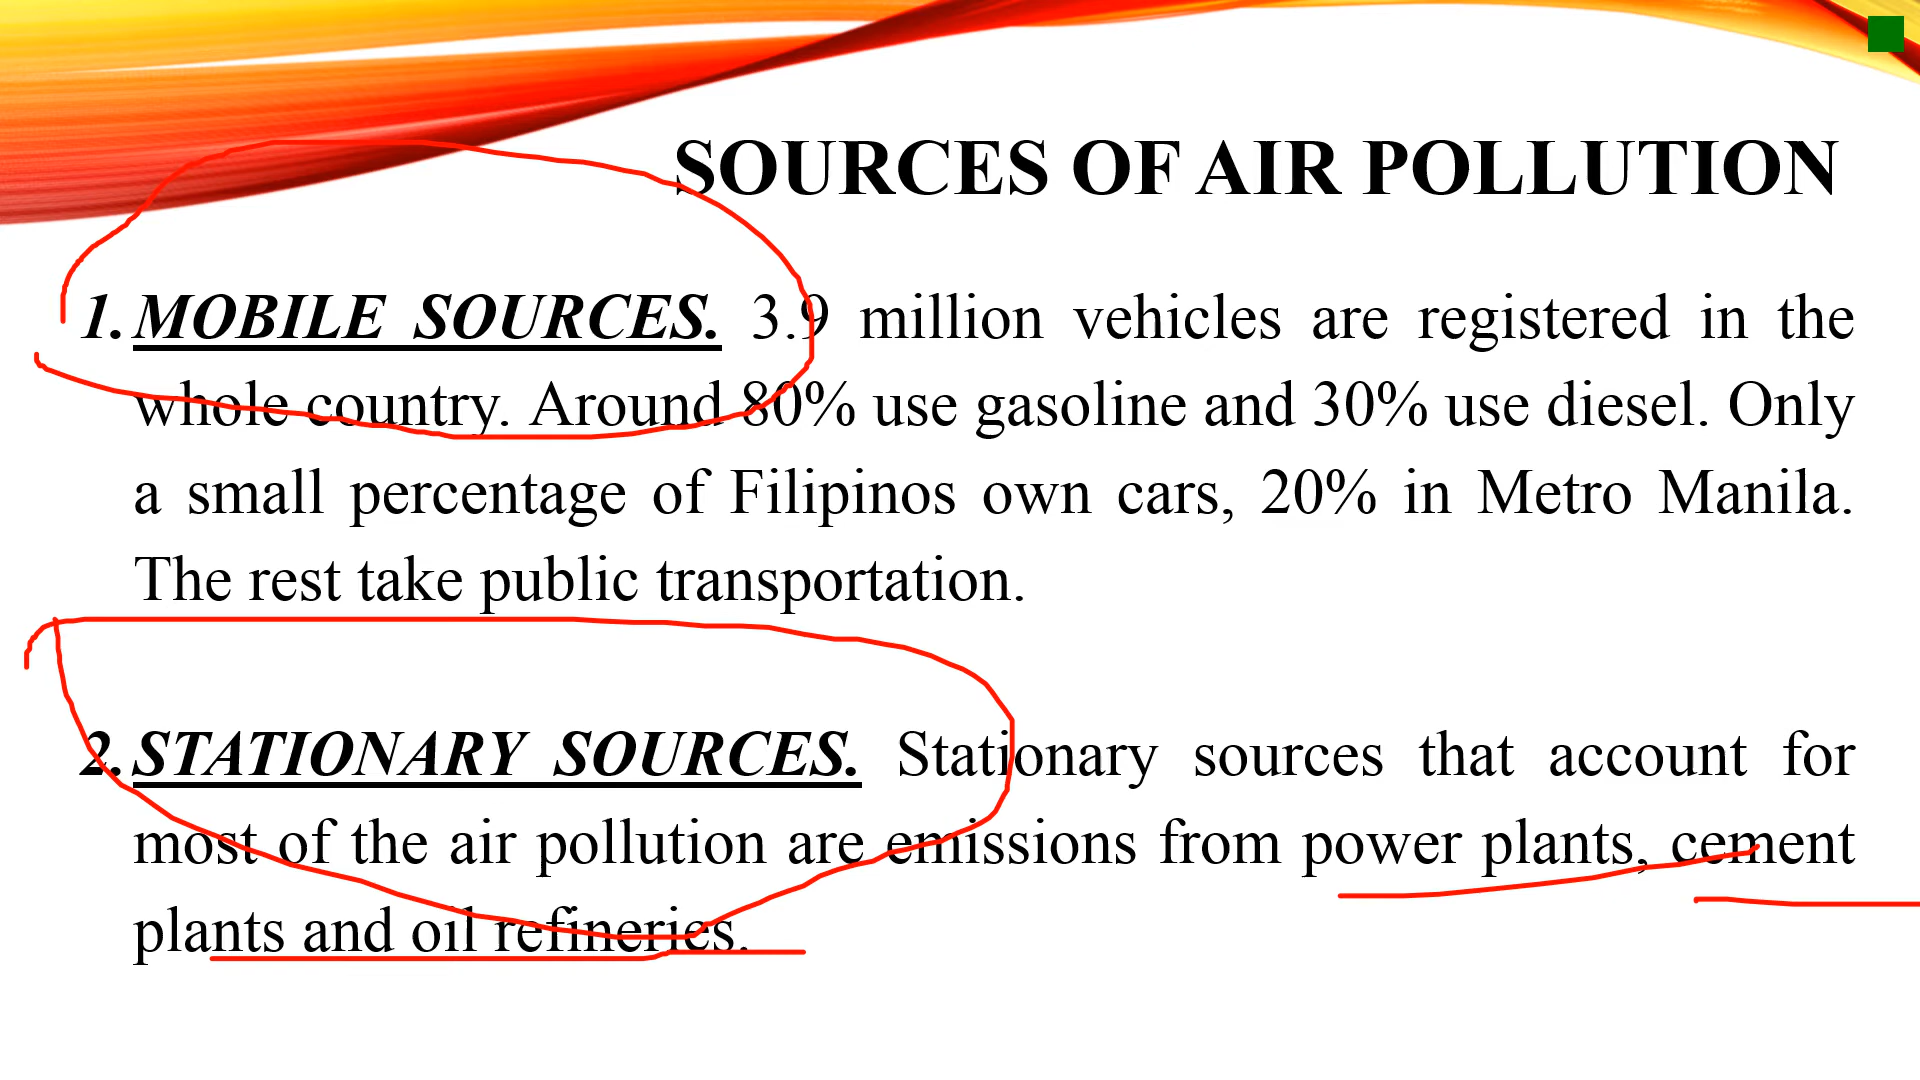 SOURCES OF AIR POLLUTION
1. MOBILE SOURCES. 3.9 million vehicles are registered in the
whole country. Around 80% use gasoline and 30% use diesel. Only
a small percentage of Filipinos own cars, 20% in Metro Manila.
The rest take public transportation.
2. STATIONARY SOURCES. Stationary sources that account for
most of the air pollution are emissions from power plants, cement
plants and oil refineries.